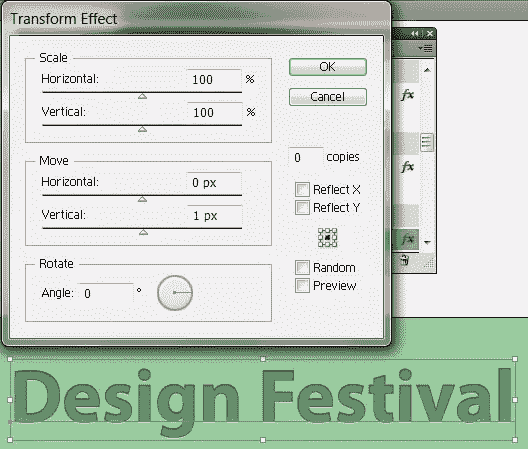 Transform Effect
Scale
Horizontal: 100 %
Vertical: 100 %
Move
Horizontal: 0 px
Vertical: 1 px
Rotate
Angle: 0 °
OK
Cancel
0 copies
Reflect X
Reflect Y
Random
Preview
fx
fx
fx
Design Festival